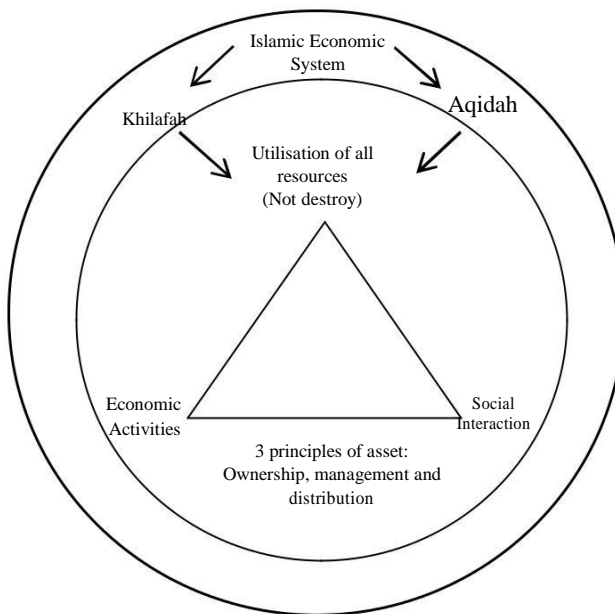 Islamic Economic
System
Khilafah
Aqidah
Utilisation of all
resources
(Not destroy)
Economic
Activities
Social
Interaction
3 principles of asset:
Ownership, management and
distribution